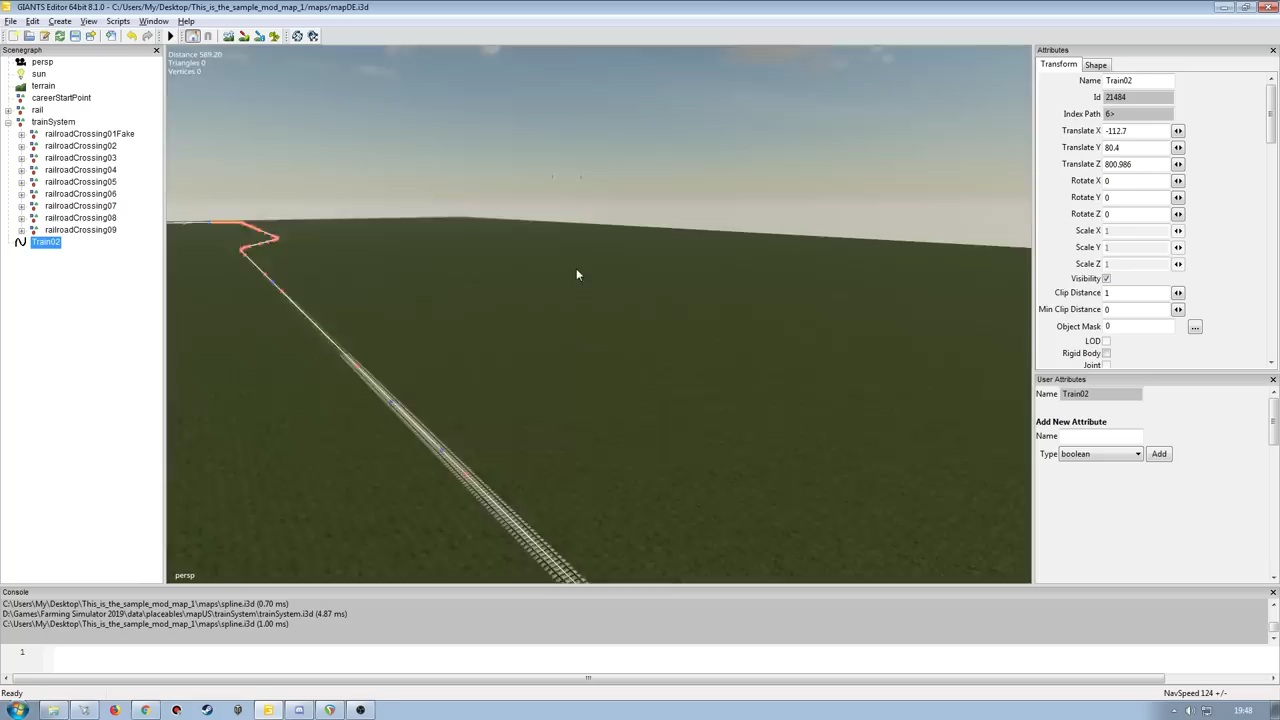 GIANTS Editor 64bit 8.1.0 - C:/Users/My/Desktop/This_is_the_sample_mod_map_1/maps/mapDE.i3d
File Edit Create View Scripts Window Help
Scenegraph
persp
sun
terrain
careerStartPoint
rail
trainSystem
railroadCrossing01Fake
railroadCrossing02
railroadCrossing03
railroadCrossing04
railroadCrossing05
railroadCrossing06
railroadCrossing07
railroadCrossing08
railroadCrossing09
Train02
Distance 589.20
Triangles 0
Vertices 0
persp
Attributes
Transform Shape
Name Train02
Id 21484
Index Path 6>
Translate X -112.7
Translate Y 80.4
Translate Z 800.986
Rotate X 0
Rotate Y 0
Rotate Z 0
Scale X 1
Scale Y 1
Scale Z 1
Visibility
Clip Distance 1
Min Clip Distance 0
Object Mask 0 ...
LOD
Rigid Body
Joint
User Attributes
Name Train02
Add New Attribute
Name
Type boolean Add
Console
C:\Users\My\Desktop\This_is_the_sample_mod_map_1\maps\spline.i3d (0.70 ms)
D:\Games\Farming Simulator 2019\data\placeables\mapUS\trainSystem\trainSystem.i3d (4.87 ms)
C:\Users\My\Desktop\This_is_the_sample_mod_map_1\maps\spline.i3d (1.00 ms)
1
Ready
NavSpeed 124 +/-
19:48